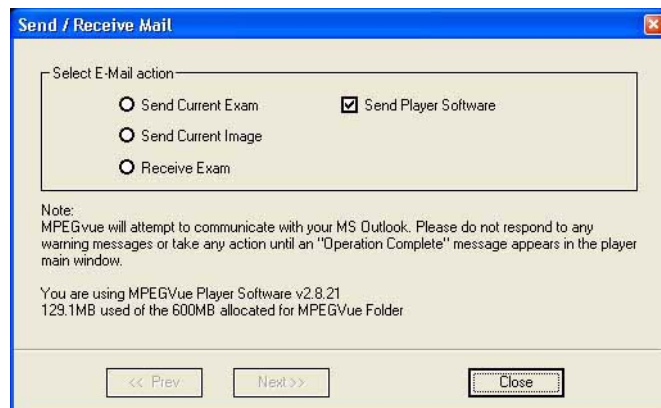 Send / Receive Mail
Select E-Mail action
Send Current Exam
Send Player Software
Send Current Image
Receive Exam
Note:
MPEGvue will attempt to communicate with your MS Outlook. Please do not respond to any
warning messages or take any action until an "Operation Complete" message appears in the player
main window.
You are using MPEGVue Player Software v2.8.21
129.1MB used of the 600MB allocated for MPEGVue Folder
<< Prev
Next >>
Close